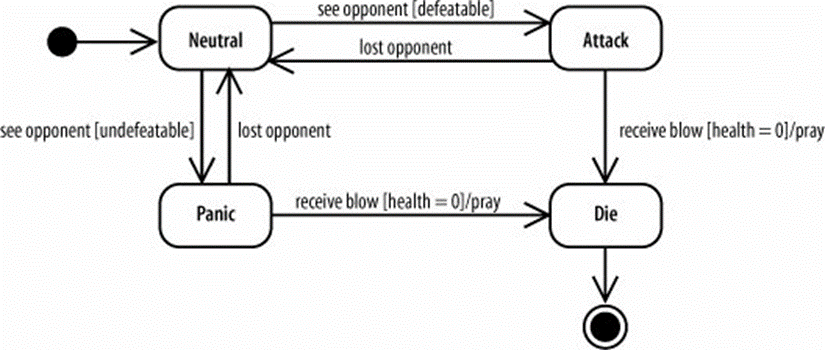 see opponent [defeatable]
Neutral
Attack
lost opponent
see opponent [undefeatable]
lost opponent
receive blow [health = 0]/pray
Panic
receive blow [health = 0]/pray
Die